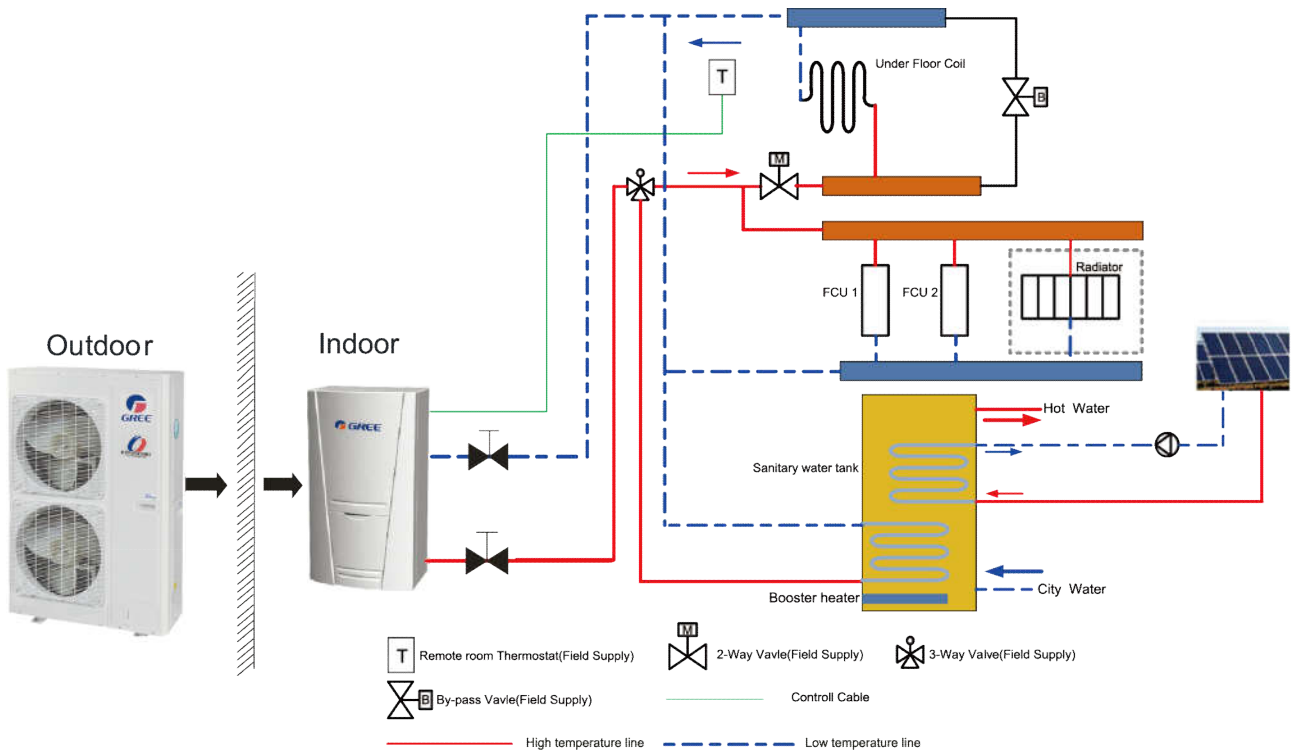 Under Floor Coil
B
T
M
FCU 1
FCU 2
Radiator
Outdoor
Indoor
GREE
GREE
Hot Water
Sanitary water tank
Booster heater
City Water
T
Remote room Thermostat(Field Supply)
M
2-Way Vavle(Field Supply)
3-Way Valve(Field Supply)
B
By-pass Vavle(Field Supply)
Controll Cable
High temperature line
Low temperature line